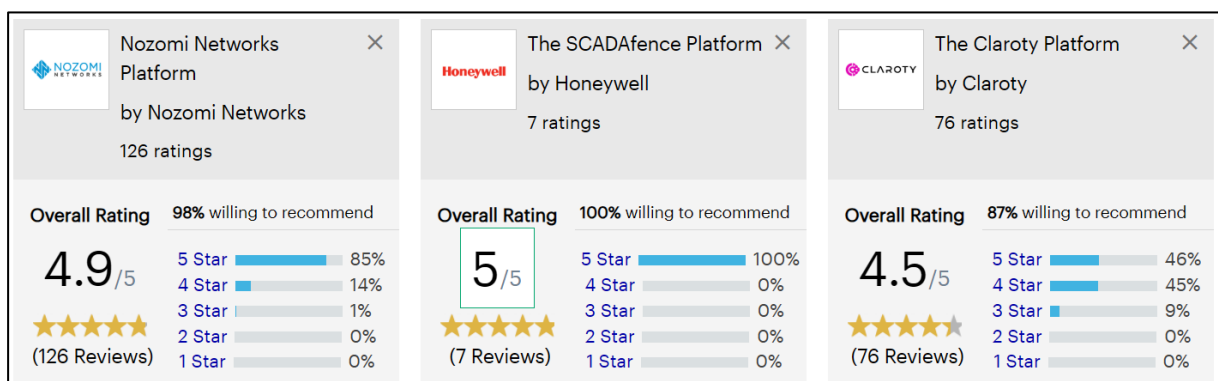 NOZOMI
NETWORKS
Nozomi Networks
Platform
by Nozomi Networks
126 ratings
Overall Rating
98% willing to recommend
4.9/5
5 Star 85%
4 Star 14%
3 Star 1%
2 Star 0%
1 Star 0%
(126 Reviews)
Honeywell
The SCADAfence Platform
by Honeywell
7 ratings
Overall Rating
100% willing to recommend
5/5
5 Star 100%
4 Star 0%
3 Star 0%
2 Star 0%
1 Star 0%
(7 Reviews)
CLAROTY
The Claroty Platform
by Claroty
76 ratings
Overall Rating
87% willing to recommend
4.5/5
5 Star 46%
4 Star 45%
3 Star 9%
2 Star 0%
1 Star 0%
(76 Reviews)